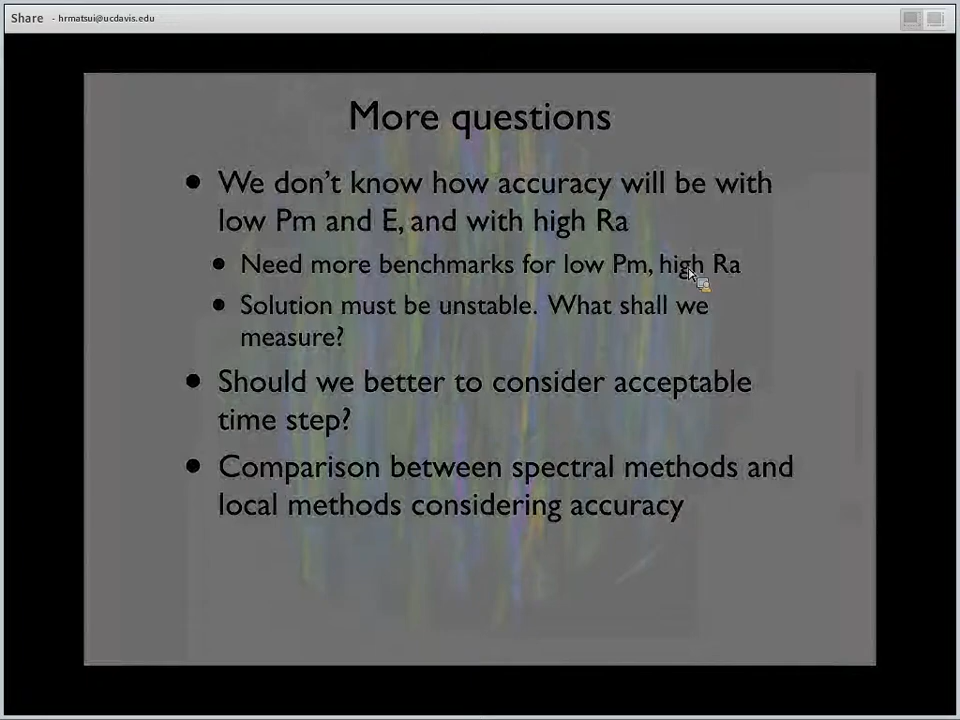 Share - hrmatsui@ucdavis.edu
More questions
• We don't know how accuracy will be with
low Pm and E, and with high Ra
• Need more benchmarks for low Pm, high Ra
• Solution must be unstable. What shall we
measure?
• Should we better to consider acceptable
time step?
• Comparison between spectral methods and
local methods considering accuracy